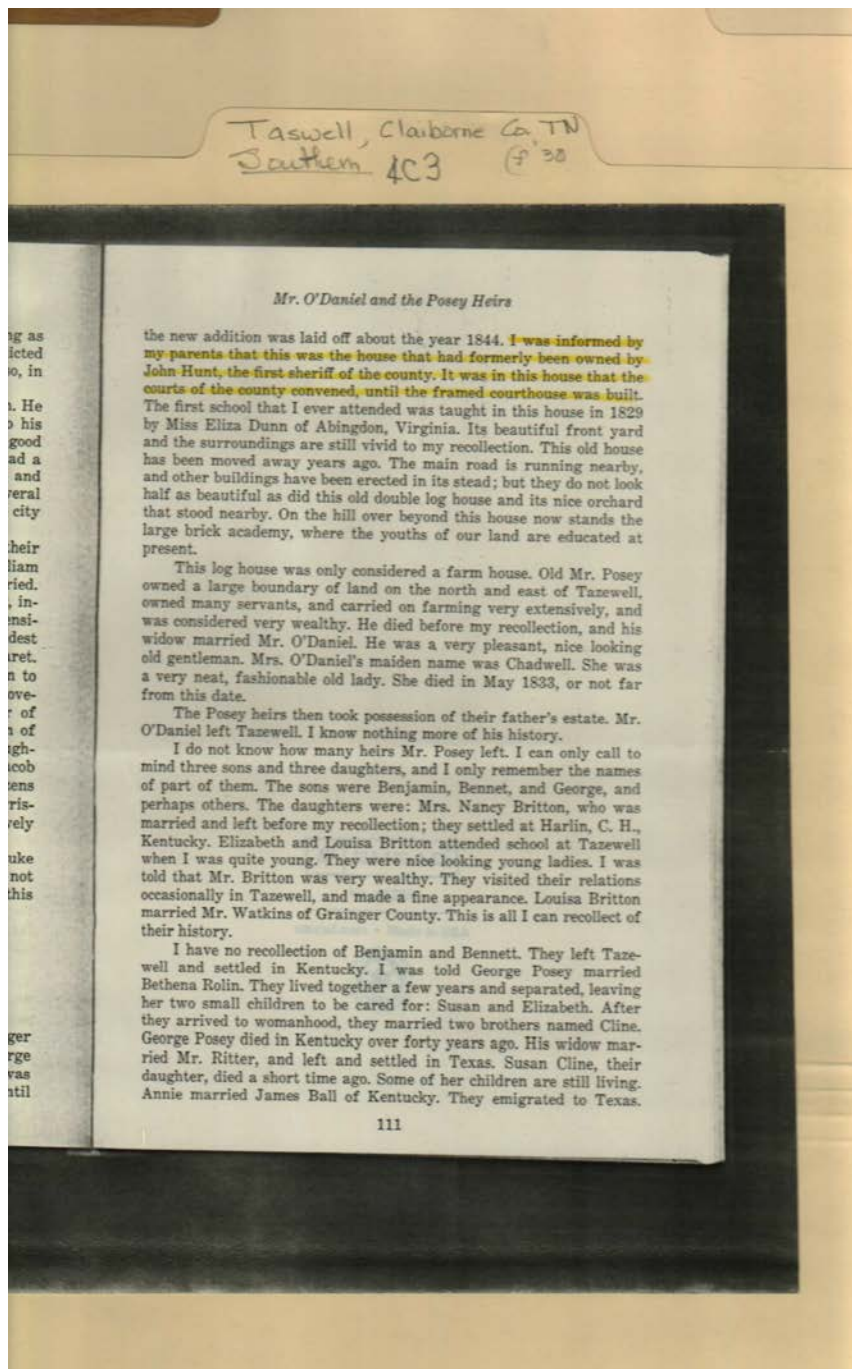 Taswell, Claiborne Co. TN
Southern 4C3 (f '30
Mr. O'Daniel and the Posey Heirs
the new addition was laid off about the year 1844. I was informed by
my parents that this was the house that had formerly been owned by
John Hunt, the first sheriff of the county. It was in this house that the
courts of the county convened, until the framed courthouse was built.
The first school that I ever attended was taught in this house in 1829
by Miss Eliza Dunn of Abingdon, Virginia. Its beautiful front yard
and the surroundings are still vivid to my recollection. This old house
has been moved away years ago. The main road is running nearby,
and other buildings have been erected in its stead; but they do not look
half as beautiful as did this old double log house and its nice orchard
that stood nearby. On the hill over beyond this house now stands the
large brick academy, where the youths of our land are educated at
present.
This log house was only considered a farm house. Old Mr. Posey
owned a large boundary of land on the north and east of Tazewell,
owned many servants, and carried on farming very extensively, and
was considered very wealthy. He died before my recollection, and his
widow married Mr. O'Daniel. He was a very pleasant, nice looking
old gentleman. Mrs. O'Daniel's maiden name was Chadwell. She was
a very neat, fashionable old lady. She died in May 1833, or not far
from this date.
The Posey heirs then took possession of their father's estate. Mr.
O'Daniel left Tazewell. I know nothing more of his history.
I do not know how many heirs Mr. Posey left. I can only call to
mind three sons and three daughters, and I only remember the names
of part of them. The sons were Benjamin, Bennet, and George, and
perhaps others. The daughters were: Mrs. Nancy Britton, who was
married and left before my recollection; they settled at Harlin, C. H.,
Kentucky. Elizabeth and Louisa Britton attended school at Tazewell
when I was quite young. They were nice looking young ladies. I was
told that Mr. Britton was very wealthy. They visited their relations
occasionally in Tazewell, and made a fine appearance. Louisa Britton
married Mr. Watkins of Grainger County. This is all I can recollect of
their history.
I have no recollection of Benjamin and Bennett. They left Taze-
well and settled in Kentucky. I was told George Posey married
Bethena Rolin. They lived together a few years and separated, leaving
her two small children to be cared for: Susan and Elizabeth. After
they arrived to womanhood, they married two brothers named Cline.
George Posey died in Kentucky over forty years ago. His widow mar-
ried Mr. Ritter, and left and settled in Texas. Susan Cline, their
daughter, died a short time ago. Some of her children are still living.
Annie married James Ball of Kentucky. They emigrated to Texas.
111